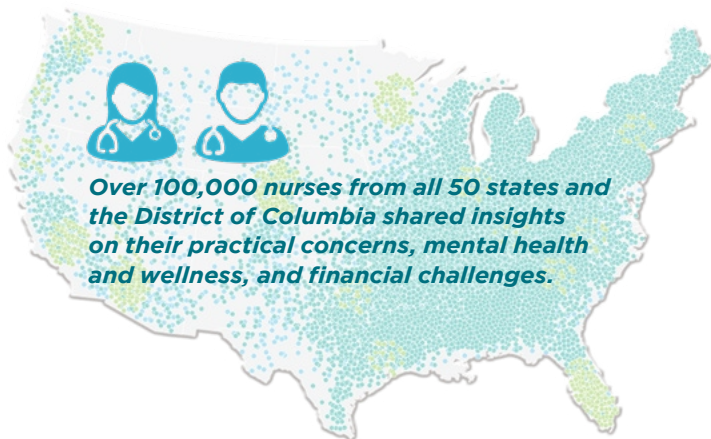 Over 100,000 nurses from all 50 states and
the District of Columbia shared insights
on their practical concerns, mental health
and wellness, and financial challenges.